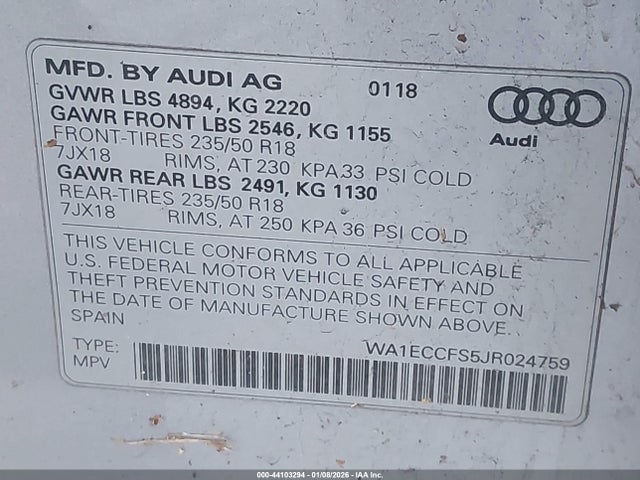 MFD. BY AUDI AG 0118
GVWR LBS 4894, KG 2220
GAWR FRONT LBS 2546, KG 1155
FRONT-TIRES 235/50 R18
7JX18 RIMS, AT 230 KPA 33 PSI COLD
GAWR REAR LBS 2491, KG 1130
REAR-TIRES 235/50 R18
7JX18 RIMS, AT 250 KPA 36 PSI COLD
Audi
THIS VEHICLE CONFORMS TO ALL APPLICABLE
U.S. FEDERAL MOTOR VEHICLE SAFETY AND
THEFT PREVENTION STANDARDS IN EFFECT ON
THE DATE OF MANUFACTURE SHOWN ABOVE.
SPAIN
TYPE: WA1ECCFS5JR024759
MPV
000-44103294 - 01/08/2026 - IAA Inc.